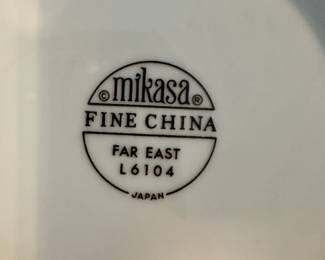 © mikasa ®
FINE CHINA
FAR EAST
L6104
JAPAN